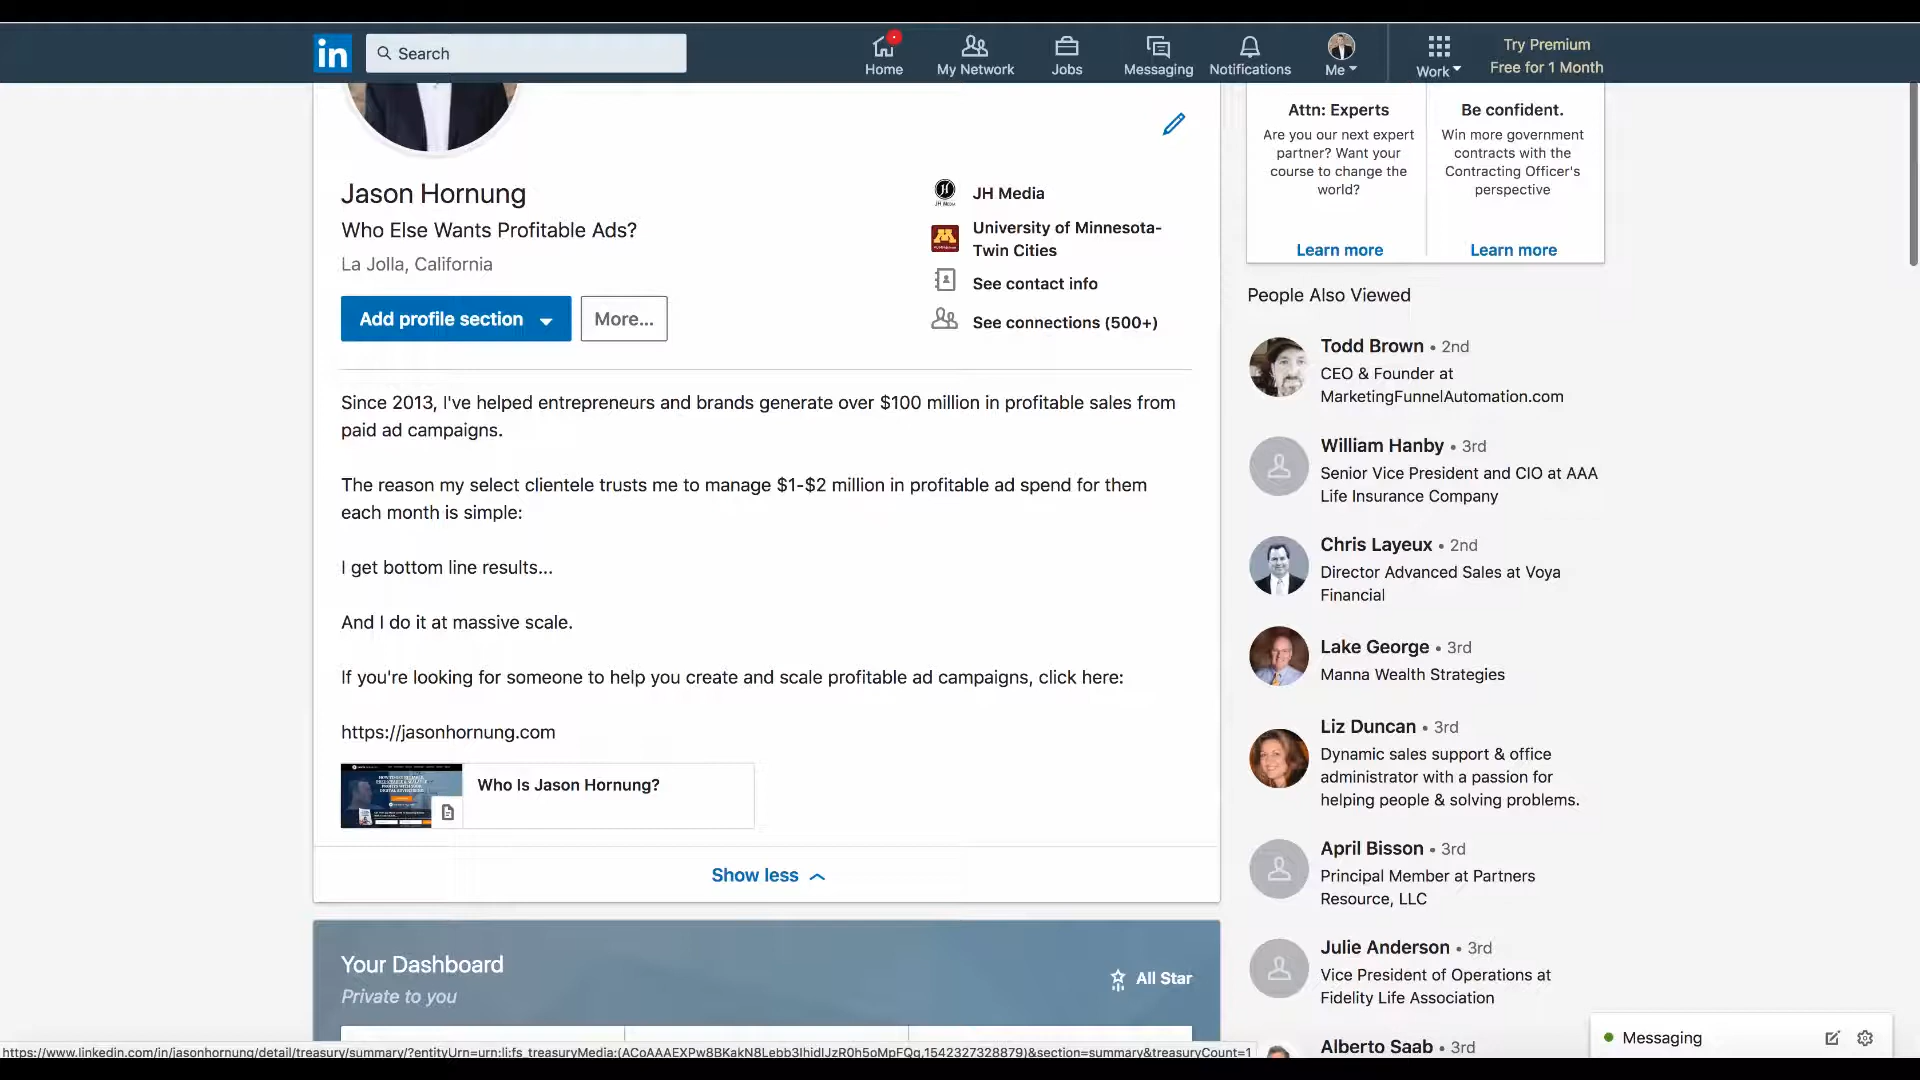 in
Search
Home
My Network
Jobs
Messaging
Notifications
Me
Work
Try Premium
Free for 1 Month
Jason Hornung
Who Else Wants Profitable Ads?
La Jolla, California
Add profile section
More...
JH Media
University of Minnesota-
Twin Cities
See contact info
See connections (500+)
Since 2013, I've helped entrepreneurs and brands generate over $100 million in profitable sales from
paid ad campaigns.
The reason my select clientele trusts me to manage $1-$2 million in profitable ad spend for them
each month is simple:
I get bottom line results...
And I do it at massive scale.
If you're looking for someone to help you create and scale profitable ad campaigns, click here:
https://jasonhornung.com
Who Is Jason Hornung?
Show less
Your Dashboard
Private to you
All Star
Attn: Experts
Are you our next expert
partner? Want your
course to change the
world?
Learn more
Be confident.
Win more government
contracts with the
Contracting Officer's
perspective
Learn more
People Also Viewed
Todd Brown • 2nd
CEO & Founder at
MarketingFunnelAutomation.com
William Hanby • 3rd
Senior Vice President and CIO at AAA
Life Insurance Company
Chris Layeux • 2nd
Director Advanced Sales at Voya
Financial
Lake George • 3rd
Manna Wealth Strategies
Liz Duncan • 3rd
Dynamic sales support & office
administrator with a passion for
helping people & solving problems.
April Bisson • 3rd
Principal Member at Partners
Resource, LLC
Julie Anderson • 3rd
Vice President of Operations at
Fidelity Life Association
Alberto Saab • 3rd
Messaging